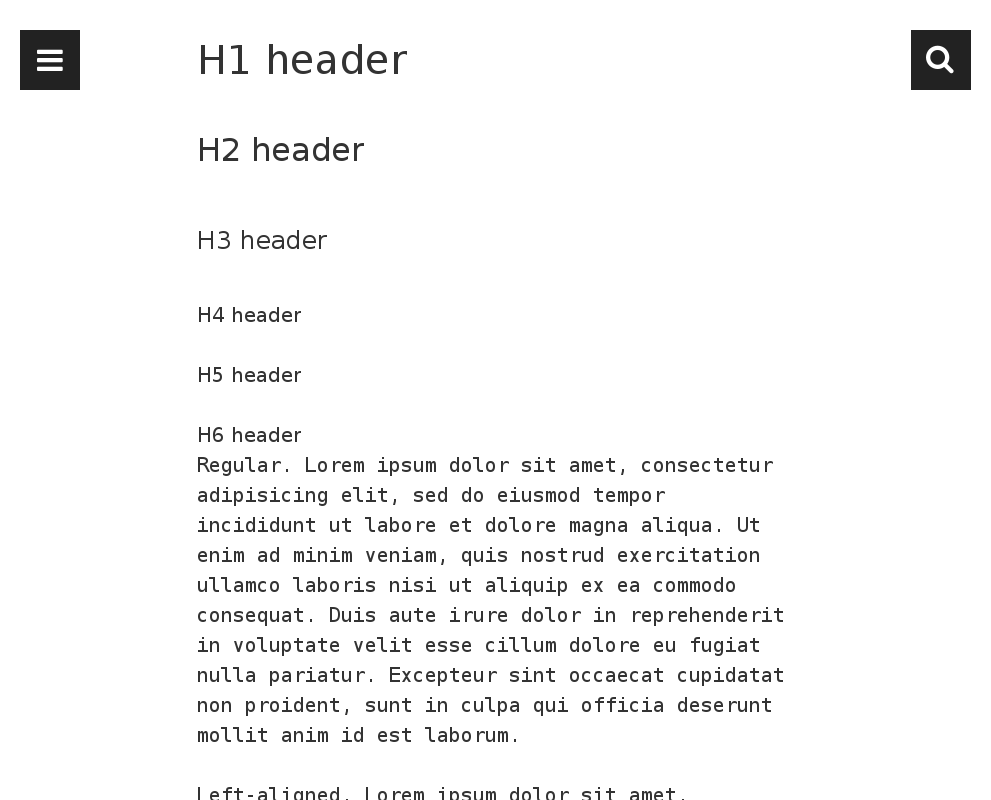 H1 header
H2 header
H3 header
H4 header
H5 header
H6 header
Regular. Lorem ipsum dolor sit amet, consectetur
adipisicing elit, sed do eiusmod tempor
incididunt ut labore et dolore magna aliqua. Ut
enim ad minim veniam, quis nostrud exercitation
ullamco laboris nisi ut aliquip ex ea commodo
consequat. Duis aute irure dolor in reprehenderit
in voluptate velit esse cillum dolore eu fugiat
nulla pariatur. Excepteur sint occaecat cupidatat
non proident, sunt in culpa qui officia deserunt
mollit anim id est laborum.
Left-aligned. Lorem ipsum dolor sit amet,